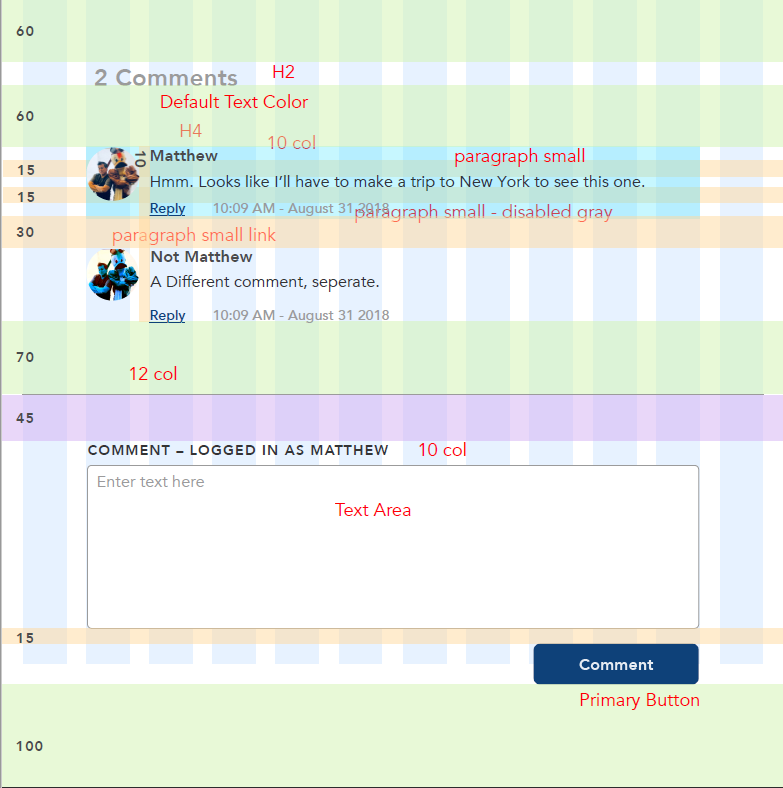 60
2 Comments H2
60
Default Text Color
H4
10 col
10
Matthew
paragraph small
15
Hmm. Looks like I'll have to make a trip to New York to see this one.
15
Reply 10:09 AM - August 31 2018
paragraph small - disabled gray
30
paragraph small link
Not Matthew
A Different comment, seperate.
Reply 10:09 AM - August 31 2018
70
12 col
45
COMMENT – LOGGED IN AS MATTHEW 10 col
Enter text here
Text Area
15
Comment
Primary Button
100